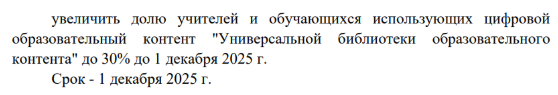 увеличить долю учителей и обучающихся использующих цифровой
образовательный контент "Универсальной библиотеки образовательного
контента" до 30% до 1 декабря 2025 г.
Срок - 1 декабря 2025 г.